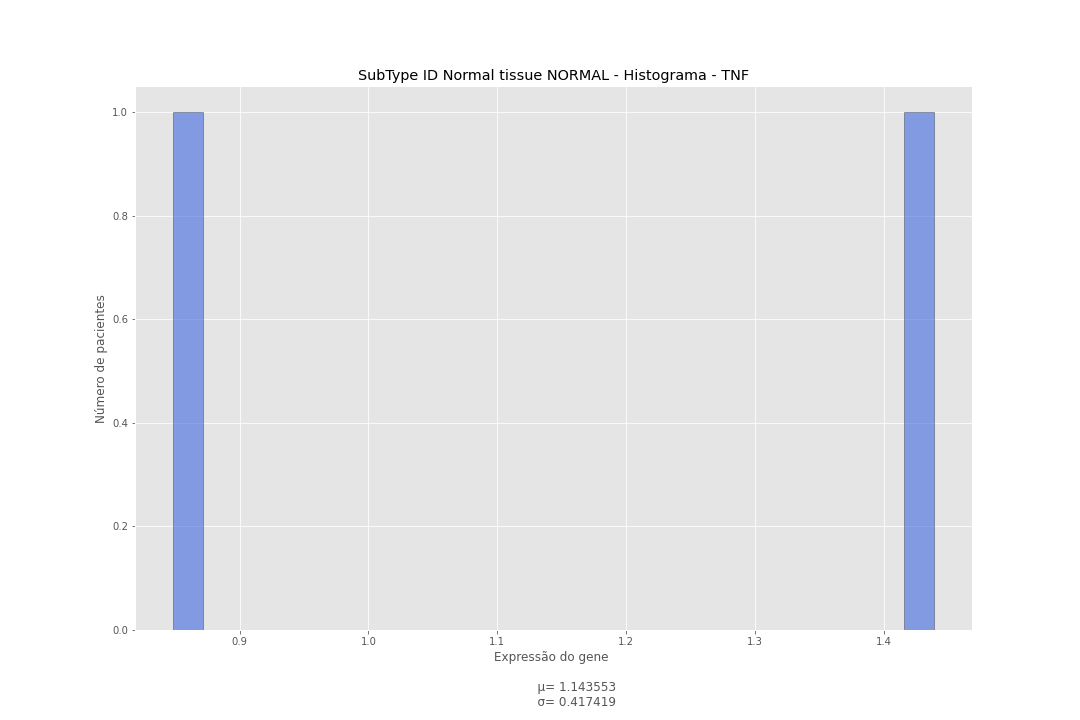 SubType ID Normal tissue NORMAL - Histograma - TNF
1.0
0.8
0.6
0.4
0.2
0.0
Número de pacientes
0.9 1.0 1.1 1.2 1.3 1.4
Expressão do gene
μ= 1.143553
σ= 0.417419